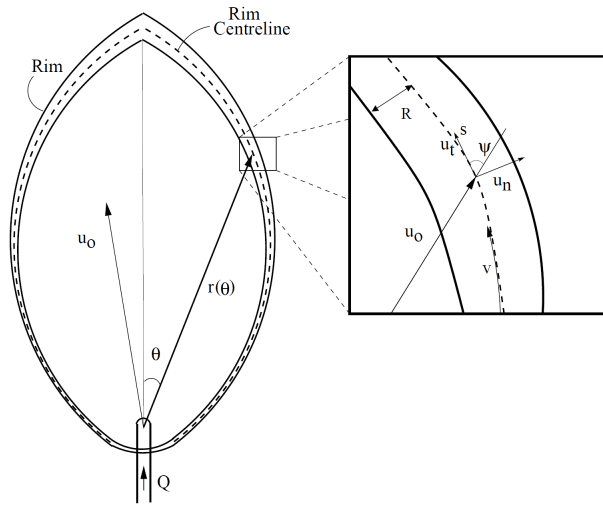 Rim
Centreline
Rim
R
s
u_t
ψ
u_n
u_o
v
u_o
r(θ)
θ
Q